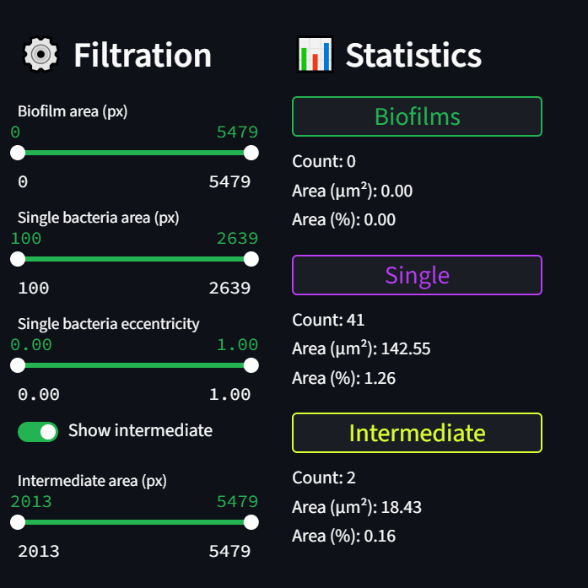 Filtration
Biofilm area (px)
0 5479
0 5479
Single bacteria area (px)
100 2639
100 2639
Single bacteria eccentricity
0.00 1.00
0.00 1.00
Show intermediate
Intermediate area (px)
2013 5479
2013 5479
Statistics
Biofilms
Count: 0
Area (µm²): 0.00
Area (%): 0.00
Single
Count: 41
Area (µm²): 142.55
Area (%): 1.26
Intermediate
Count: 2
Area (µm²): 18.43
Area (%): 0.16